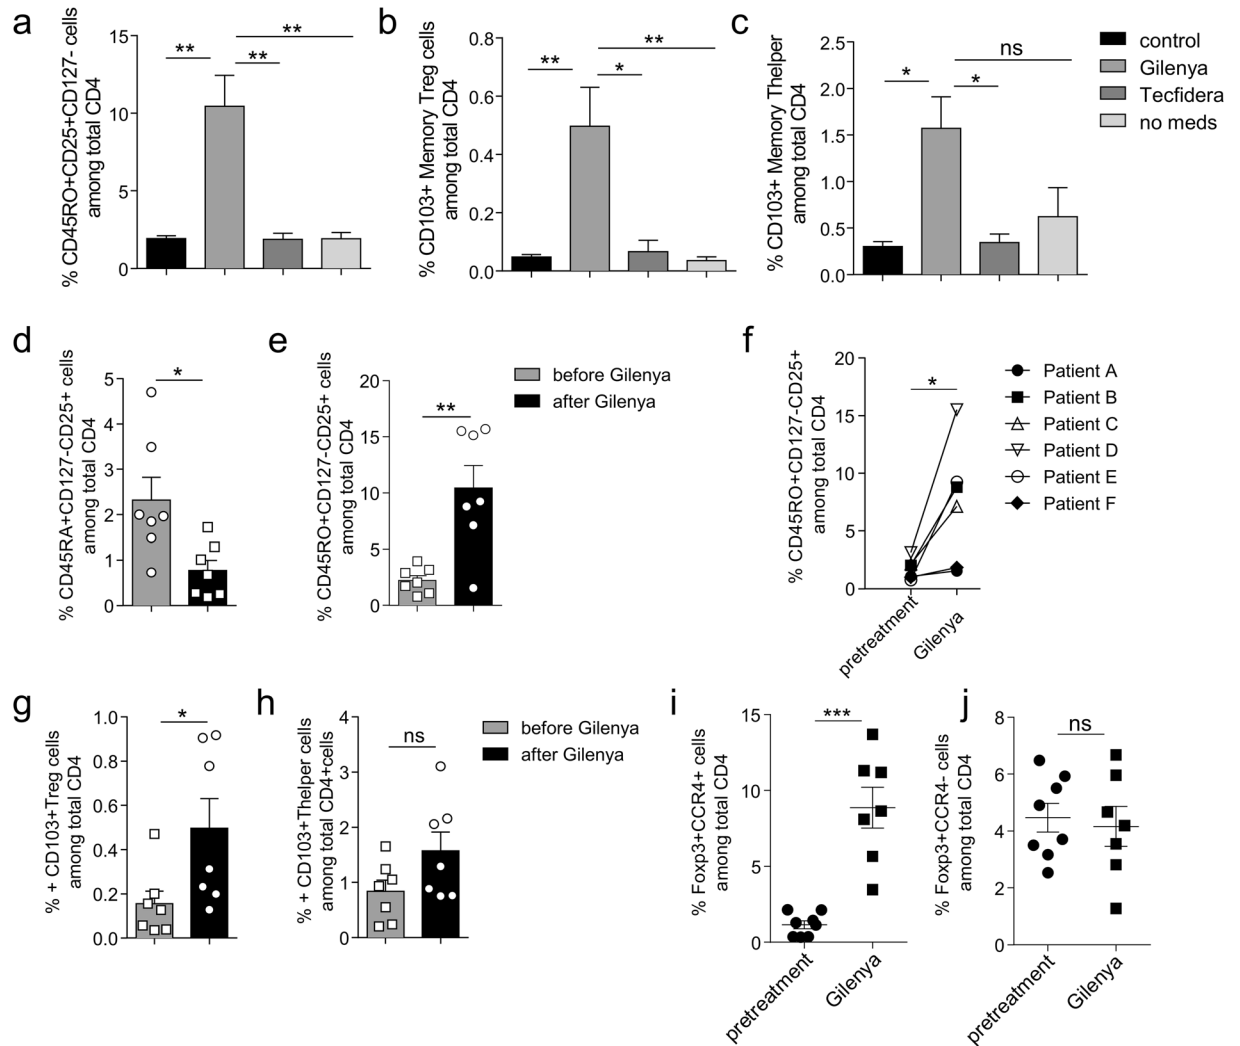 a
% CD45RO+CD25+CD127- cells
among total CD4
15
10
5
0
**
**
**
b
% CD103+ Memory Treg cells
among total CD4
0.8
0.6
0.4
0.2
0.0
**
*
**
c
% CD103+ Memory Thelper
among total CD4
2.5
2.0
1.5
1.0
0.5
0.0
*
*
ns
control
Gilenya
Tecfidera
no meds
d
% CD45RA+CD127-CD25+ cells
among total CD4
5
4
3
2
1
0
*
e
% CD45RO+CD127-CD25+ cells
among total CD4
20
15
10
5
0
**
before Gilenya
after Gilenya
f
% CD45RO+CD127-CD25+
among total CD4
20
15
10
5
0
*
pretreatment
Gilenya
Patient A
Patient B
Patient C
Patient D
Patient E
Patient F
g
% + CD103+Treg cells
among total CD4
1.0
0.8
0.6
0.4
0.2
0.0
*
h
% + CD103+Thelper cells
among total CD4+cells
4
3
2
1
0
ns
before Gilenya
after Gilenya
i
% Foxp3+CCR4+ cells
among total CD4
15
10
5
0
***
pretreatment
Gilenya
j
% Foxp3+CCR4- cells
among total CD4
8
6
4
2
0
ns
pretreatment
Gilenya